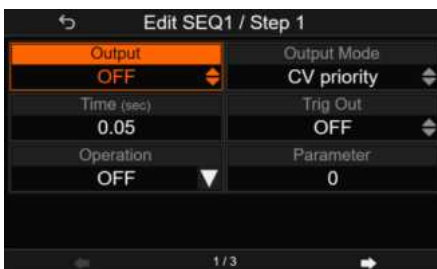 Edit SEQ1 / Step 1
Output Output Mode
OFF CV priority
Time (sec) Trig Out
0.05 OFF
Operation Parameter
OFF 0
1/3